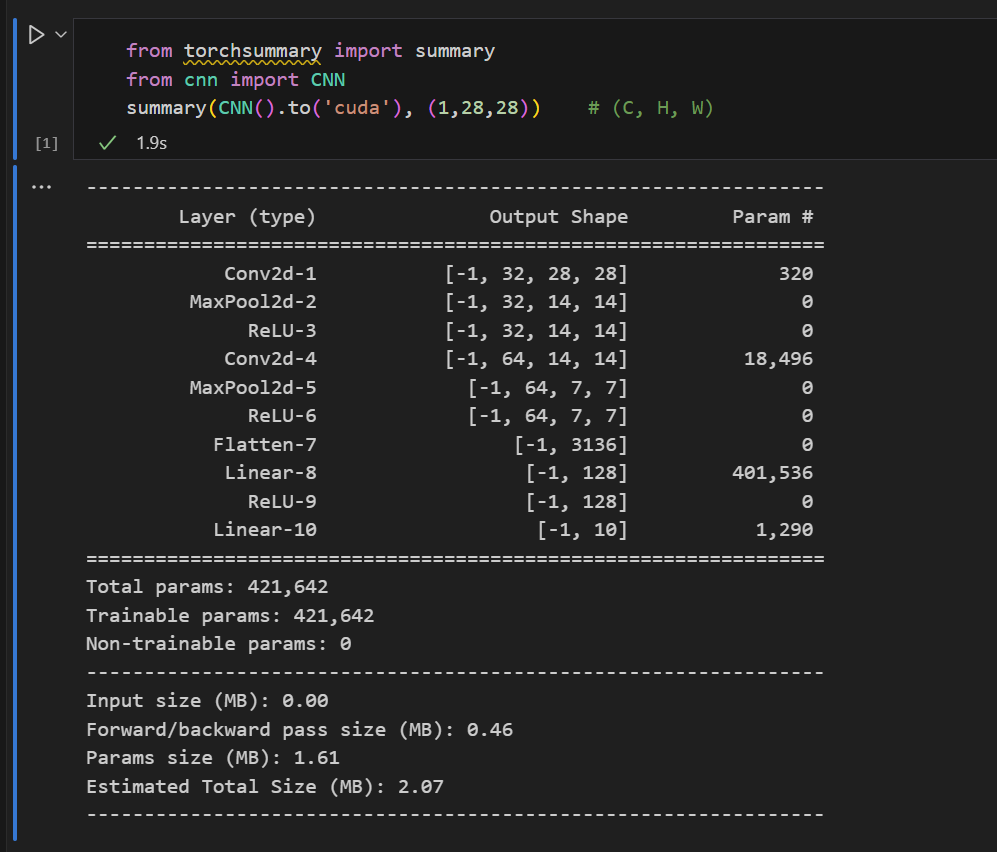 from torchsummary import summary
from cnn import CNN
summary(CNN().to('cuda'), (1,28,28))    # (C, H, W)
[1]
1.9s
...
----------------------------------------------------------------
        Layer (type)               Output Shape         Param #
================================================================
            Conv2d-1           [-1, 32, 28, 28]             320
         MaxPool2d-2           [-1, 32, 14, 14]               0
              ReLU-3           [-1, 32, 14, 14]               0
            Conv2d-4           [-1, 64, 14, 14]          18,496
         MaxPool2d-5             [-1, 64, 7, 7]               0
              ReLU-6             [-1, 64, 7, 7]               0
           Flatten-7                 [-1, 3136]               0
            Linear-8                  [-1, 128]         401,536
              ReLU-9                  [-1, 128]               0
           Linear-10                   [-1, 10]           1,290
================================================================
Total params: 421,642
Trainable params: 421,642
Non-trainable params: 0
----------------------------------------------------------------
Input size (MB): 0.00
Forward/backward pass size (MB): 0.46
Params size (MB): 1.61
Estimated Total Size (MB): 2.07
----------------------------------------------------------------